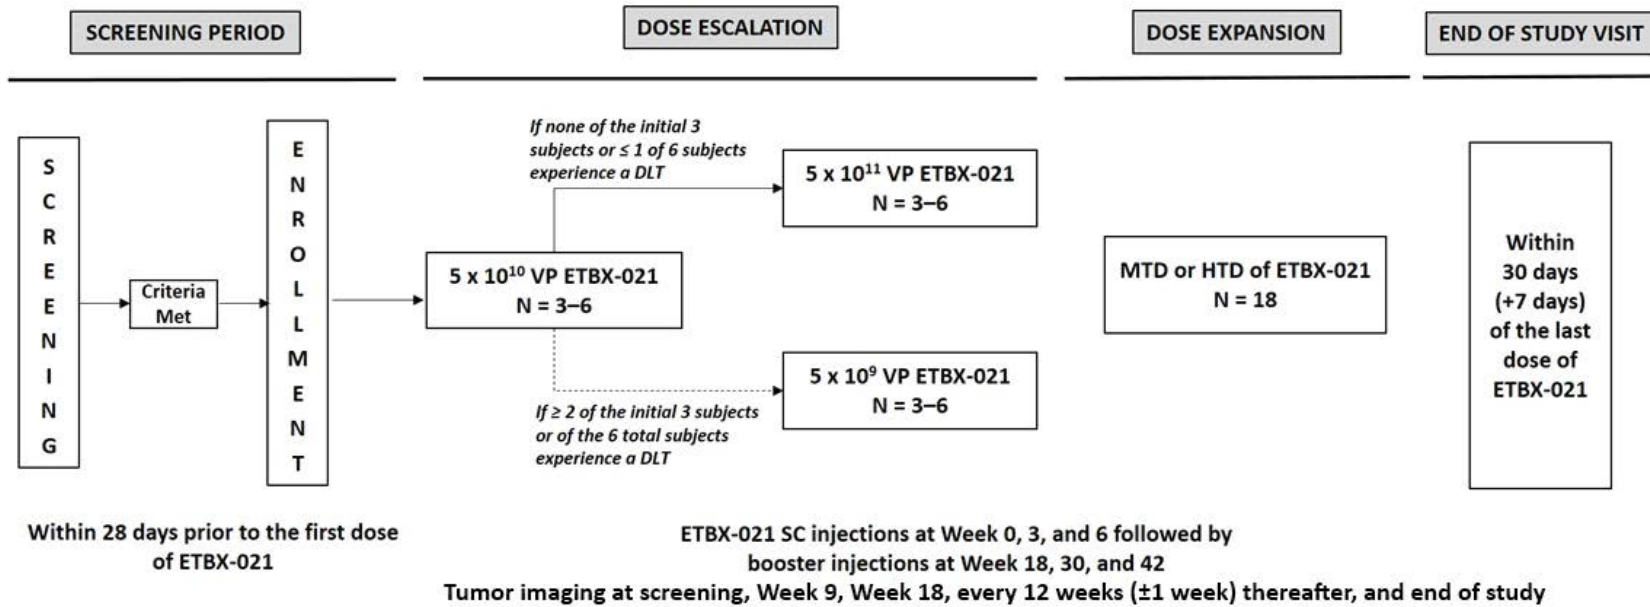 SCREENING PERIOD
DOSE ESCALATION
DOSE EXPANSION
END OF STUDY VISIT
SCREENING
Criteria
Met
ENROLLMENT
If none of the initial 3
subjects or ≤ 1 of 6 subjects
experience a DLT
5 x 10¹¹ VP ETBX-021
N = 3–6
5 x 10¹⁰ VP ETBX-021
N = 3–6
5 x 10⁹ VP ETBX-021
N = 3–6
If ≥ 2 of the initial 3 subjects
or of the 6 total subjects
experience a DLT
MTD or HTD of ETBX-021
N = 18
Within
30 days
(+7 days)
of the last
dose of
ETBX-021
Within 28 days prior to the first dose
of ETBX-021
ETBX-021 SC injections at Week 0, 3, and 6 followed by
booster injections at Week 18, 30, and 42
Tumor imaging at screening, Week 9, Week 18, every 12 weeks (±1 week) thereafter, and end of study